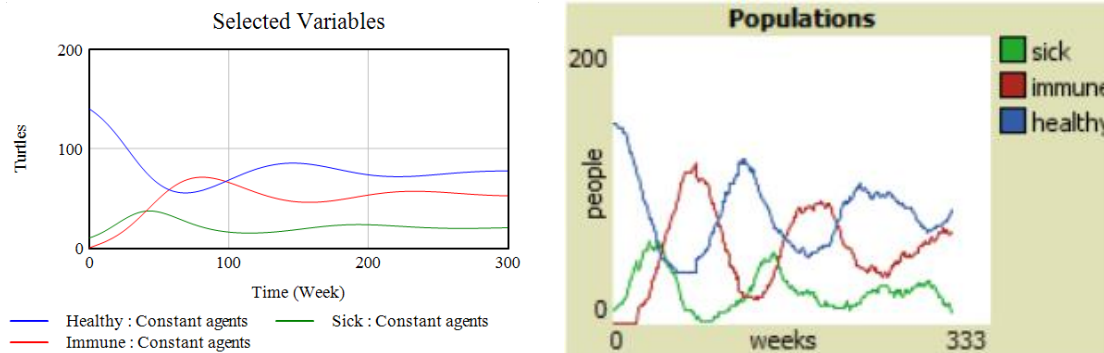 Selected Variables
200
100
0
Turtles
0 100 200 300
Time (Week)
Healthy : Constant agents Sick : Constant agents
Immune : Constant agents
Populations
200
0
people
0 weeks 333
sick
immune
healthy